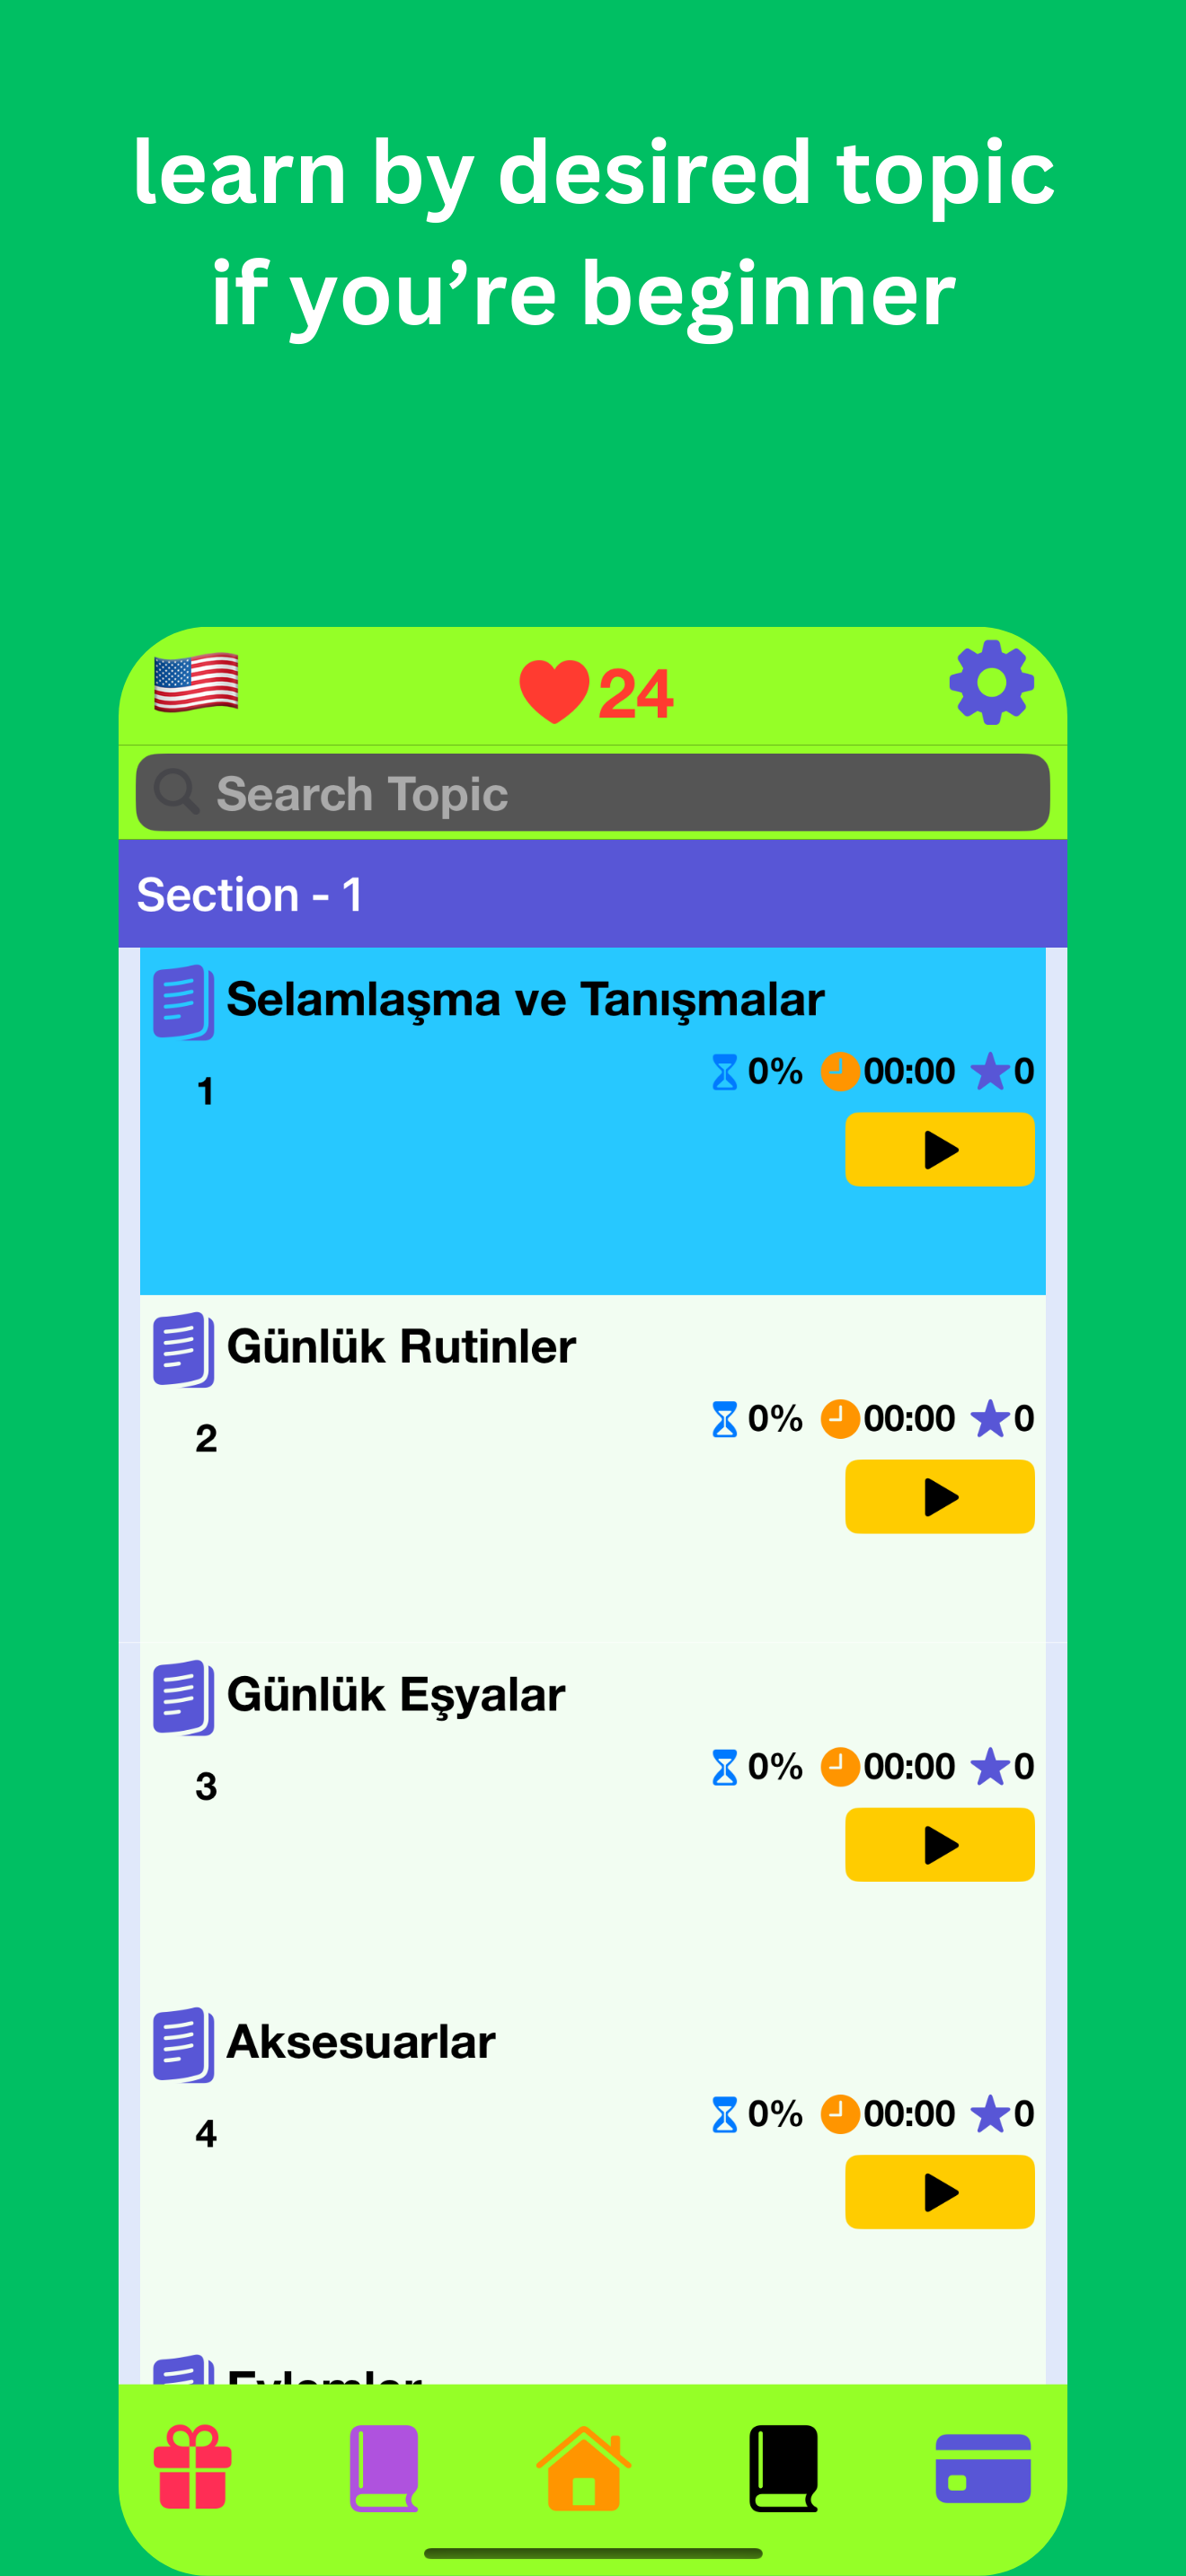 learn by desired topic
if you’re beginner
24
Search Topic
Section - 1
Selamlaşma ve Tanışmalar
1
0% 00:00 0
Günlük Rutinler
2
0% 00:00 0
Günlük Eşyalar
3
0% 00:00 0
Aksesuarlar
4
0% 00:00 0